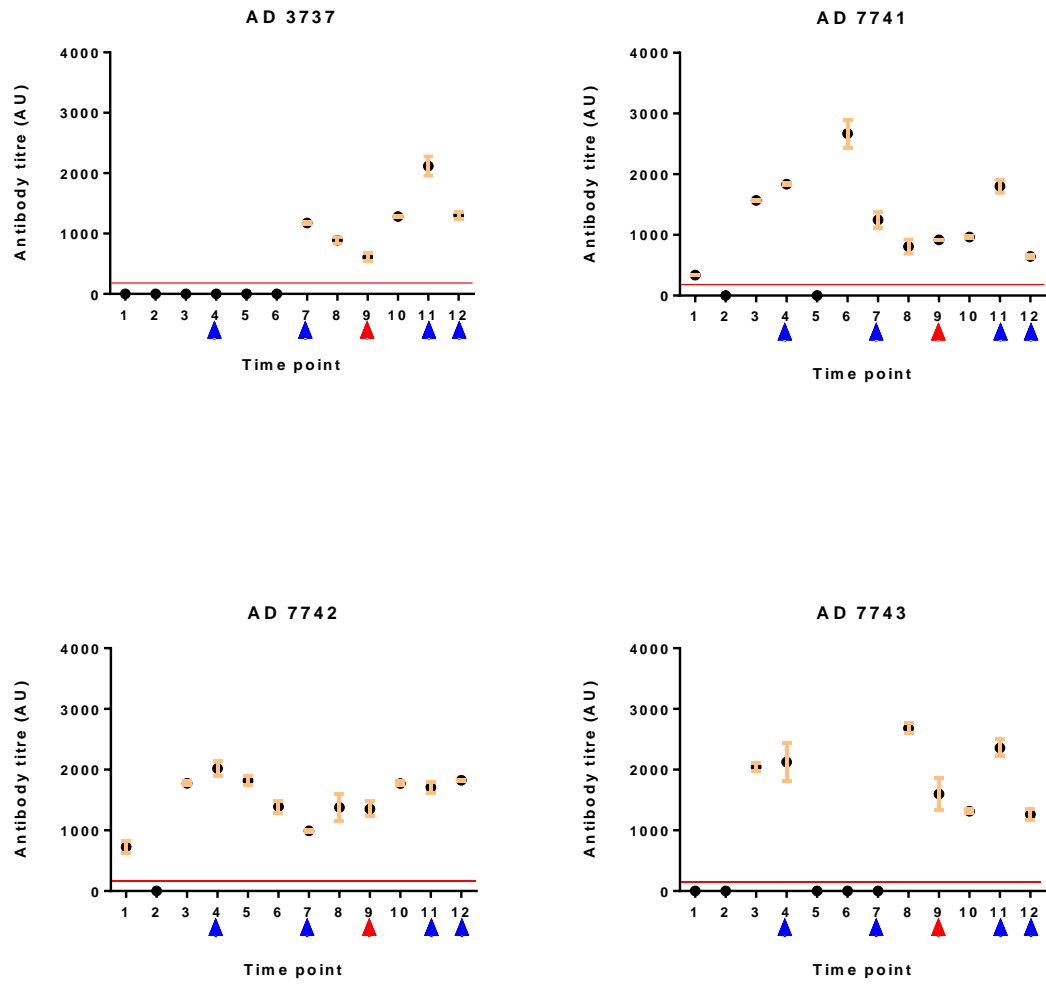 AD 3737
Antibody titre (AU)
4000
3000
2000
1000
0
1 2 3 4 5 6 7 8 9 10 11 12
Time point
AD 7741
Antibody titre (AU)
4000
3000
2000
1000
0
1 2 3 4 5 6 7 8 9 10 11 12
Time point
AD 7742
Antibody titre (AU)
4000
3000
2000
1000
0
1 2 3 4 5 6 7 8 9 10 11 12
Time point
AD 7743
Antibody titre (AU)
4000
3000
2000
1000
0
1 2 3 4 5 6 7 8 9 10 11 12
Time point